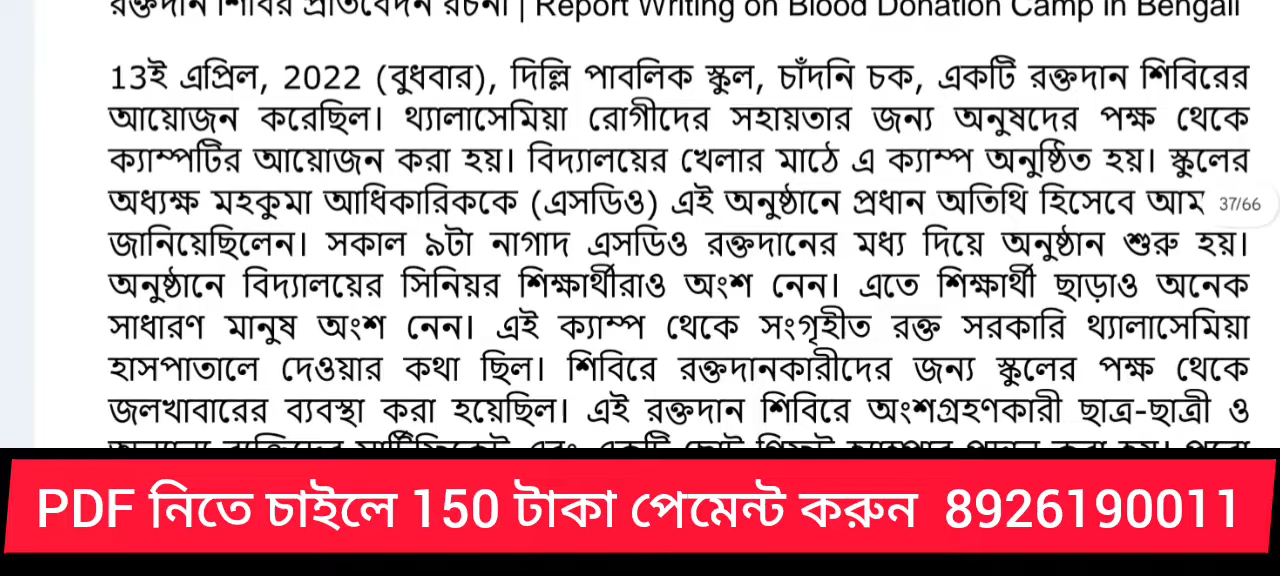 রক্তদান শিবির প্রতিবেদন রচনা | Report Writing on Blood Donation Camp in Bengali
13ই এপ্রিল, 2022 (বুধবার), দিল্লি পাবলিক স্কুল, চাঁদনি চক, একটি রক্তদান শিবিরের
আয়োজন করেছিল। থ্যালাসেমিয়া রোগীদের সহায়তার জন্য অনুষদের পক্ষ থেকে
ক্যাম্পটির আয়োজন করা হয়। বিদ্যালয়ের খেলার মাঠে এ ক্যাম্প অনুষ্ঠিত হয়। স্কুলের
অধ্যক্ষ মহকুমা আধিকারিককে (এসডিও) এই অনুষ্ঠানে প্রধান অতিথি হিসেবে আম 37/66
জানিয়েছিলেন। সকাল ৯টা নাগাদ এসডিও রক্তদানের মধ্য দিয়ে অনুষ্ঠান শুরু হয়।
অনুষ্ঠানে বিদ্যালয়ের সিনিয়র শিক্ষার্থীরাও অংশ নেন। এতে শিক্ষার্থী ছাড়াও অনেক
সাধারণ মানুষ অংশ নেন। এই ক্যাম্প থেকে সংগৃহীত রক্ত সরকারি থ্যালাসেমিয়া
হাসপাতালে দেওয়ার কথা ছিল। শিবিরে রক্তদানকারীদের জন্য স্কুলের পক্ষ থেকে
জলখাবারের ব্যবস্থা করা হয়েছিল। এই রক্তদান শিবিরে অংশগ্রহণকারী ছাত্র-ছাত্রী ও
PDF নিতে চাইলে 150 টাকা পেমেন্ট করুন 8926190011